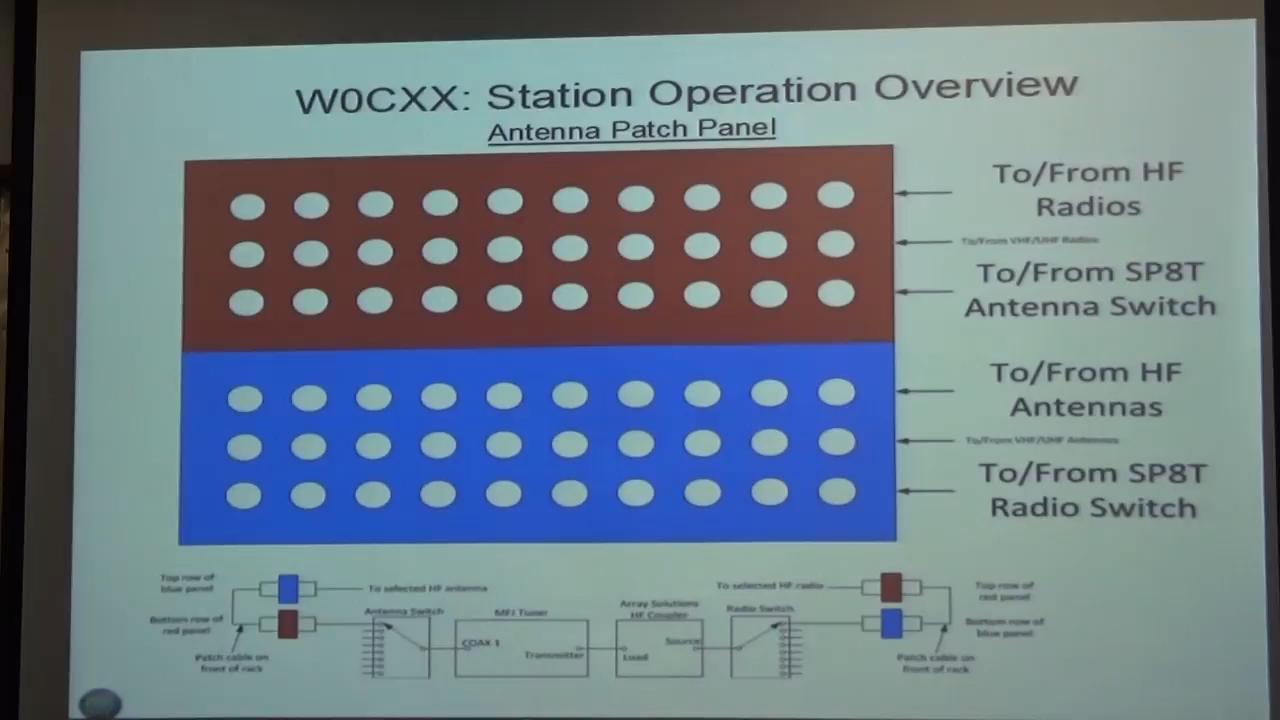 W0CXX: Station Operation Overview
Antenna Patch Panel
To/From HF
Radios
To/From VHF/UHF Radios
To/From SP8T
Antenna Switch
To/From HF
Antennas
To/From VHF/UHF Antennas
To/From SP8T
Radio Switch
Top row of
blue panel
To selected HF antenna
Bottom row of
red panel
Patch cable on
front of rack
Antenna Switch
MFJ Tuner
COAX 1
Transmitter
Array Solutions
HF Coupler
Load
Source
Radio Switch
To selected HF radio
Top row of
red panel
Bottom row of
blue panel
Patch cable on
front of rack